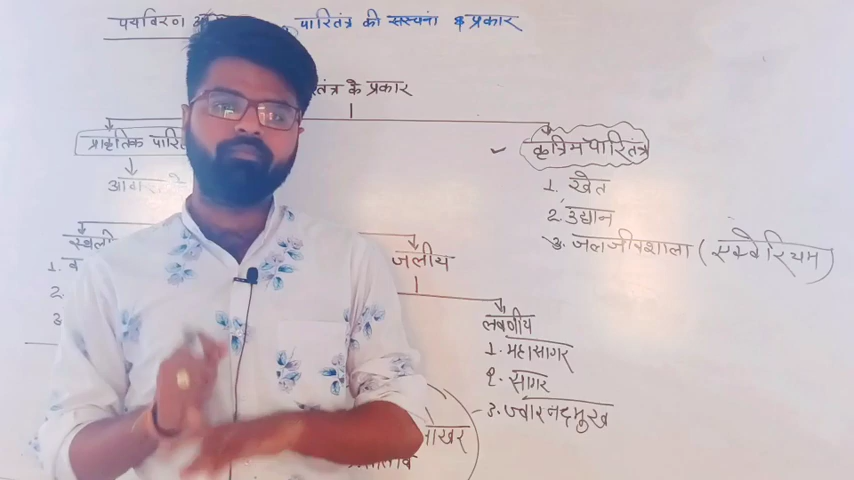 पर्यावरण पारितंत्र की संरचना & प्रकार
के प्रकार
प्राकृतिक
कृत्रिम पारितंत्र
1. खेत
2. उद्यान
3. जलजीवशाला (एक्वेरियम)
जलीय
1.
2.
3
लवणीय
1. महासागर
2. सागर
3. ज्वारनदमुख